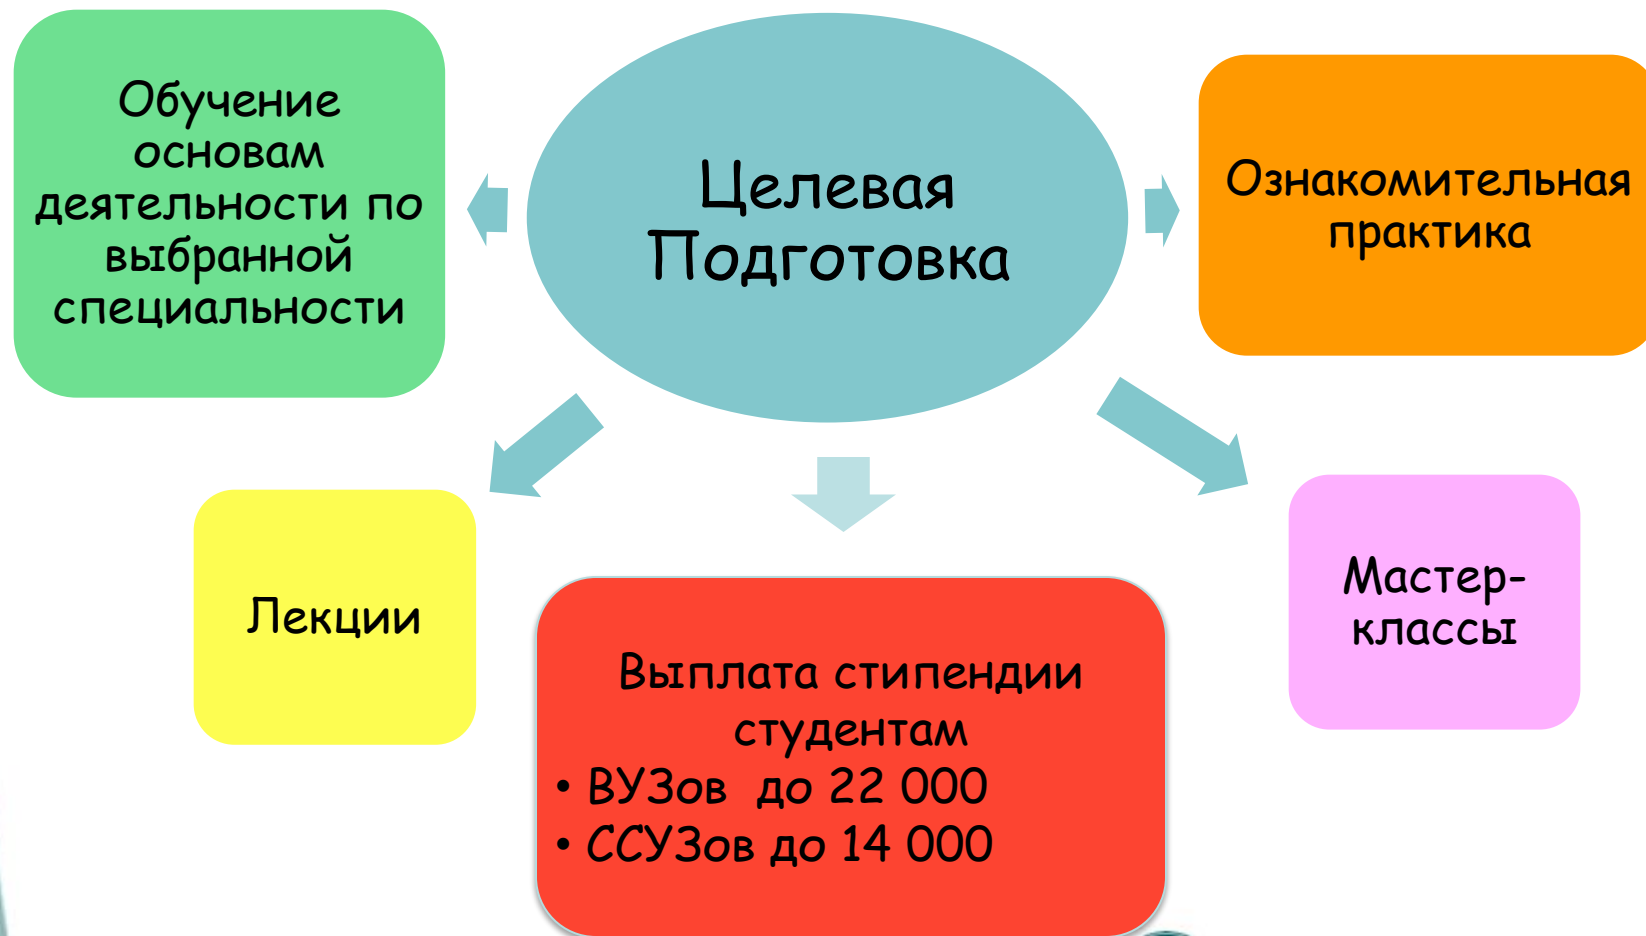 Обучение
основам
деятельности по
выбранной
специальности
Целевая
Подготовка
Ознакомительная
практика
Лекции
Выплата стипендии
студентам
• ВУЗов до 22 000
• ССУЗов до 14 000
Мастер-
классы